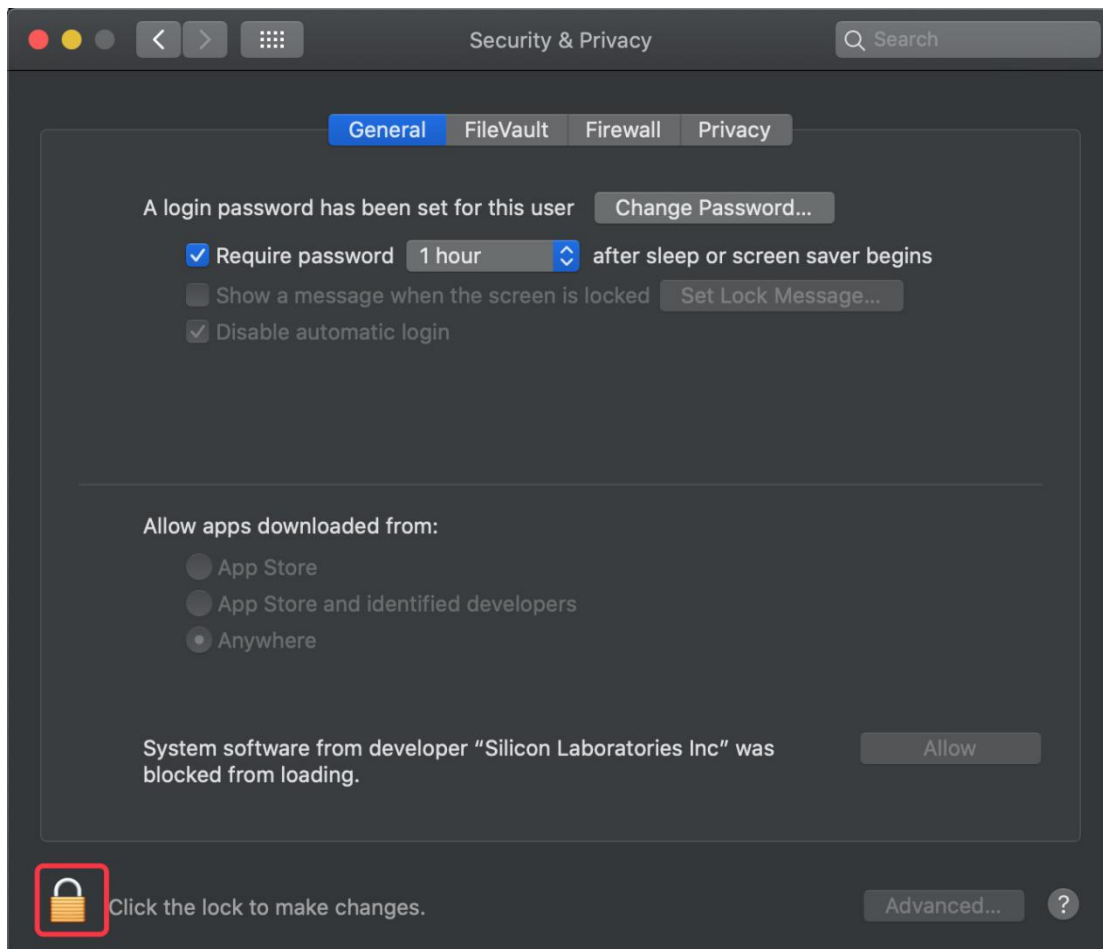 Security & Privacy
Search
General FileVault Firewall Privacy
A login password has been set for this user Change Password...
Require password 1 hour after sleep or screen saver begins
Show a message when the screen is locked Set Lock Message...
Disable automatic login
Allow apps downloaded from:
App Store
App Store and identified developers
Anywhere
System software from developer “Silicon Laboratories Inc” was Allow
blocked from loading.
Click the lock to make changes. Advanced... ?